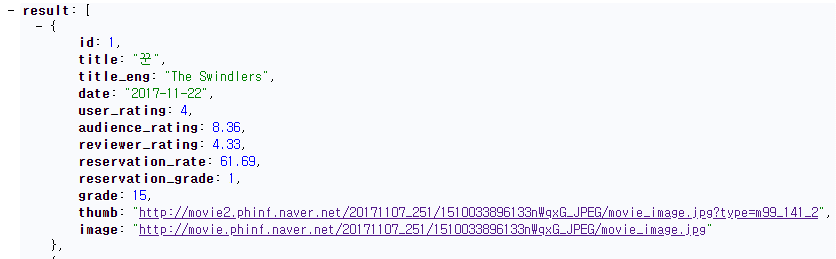 - result: [
- {
id: 1,
title: "꾼",
title_eng: "The Swindlers",
date: "2017-11-22",
user_rating: 4,
audience_rating: 8.36,
reviewer_rating: 4.33,
reservation_rate: 61.69,
reservation_grade: 1,
grade: 15,
thumb: "http://movie2.phinf.naver.net/20171107_251/1510033896133nWqxG_JPEG/movie_image.jpg?type=m99_141_2",
image: "http://movie.phinf.naver.net/20171107_251/1510033896133nWqxG_JPEG/movie_image.jpg"
},